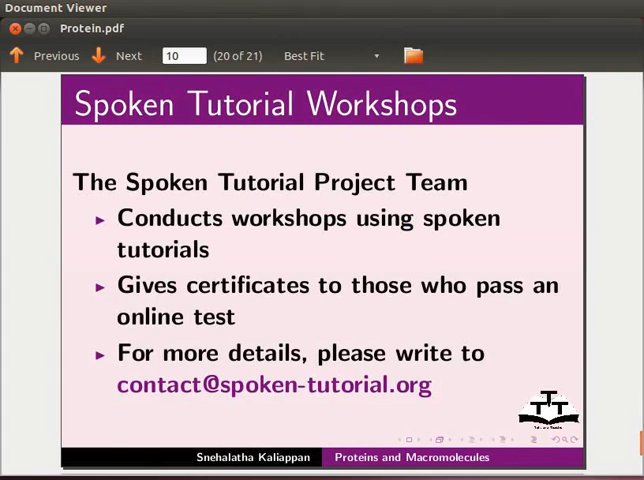 Document Viewer
Protein.pdf
Previous Next 10 (20 of 21) Best Fit
Spoken Tutorial Workshops
The Spoken Tutorial Project Team
Conducts workshops using spoken
tutorials
Gives certificates to those who pass an
online test
For more details, please write to
contact@spoken-tutorial.org
Snehalatha Kaliappan Proteins and Macromolecules